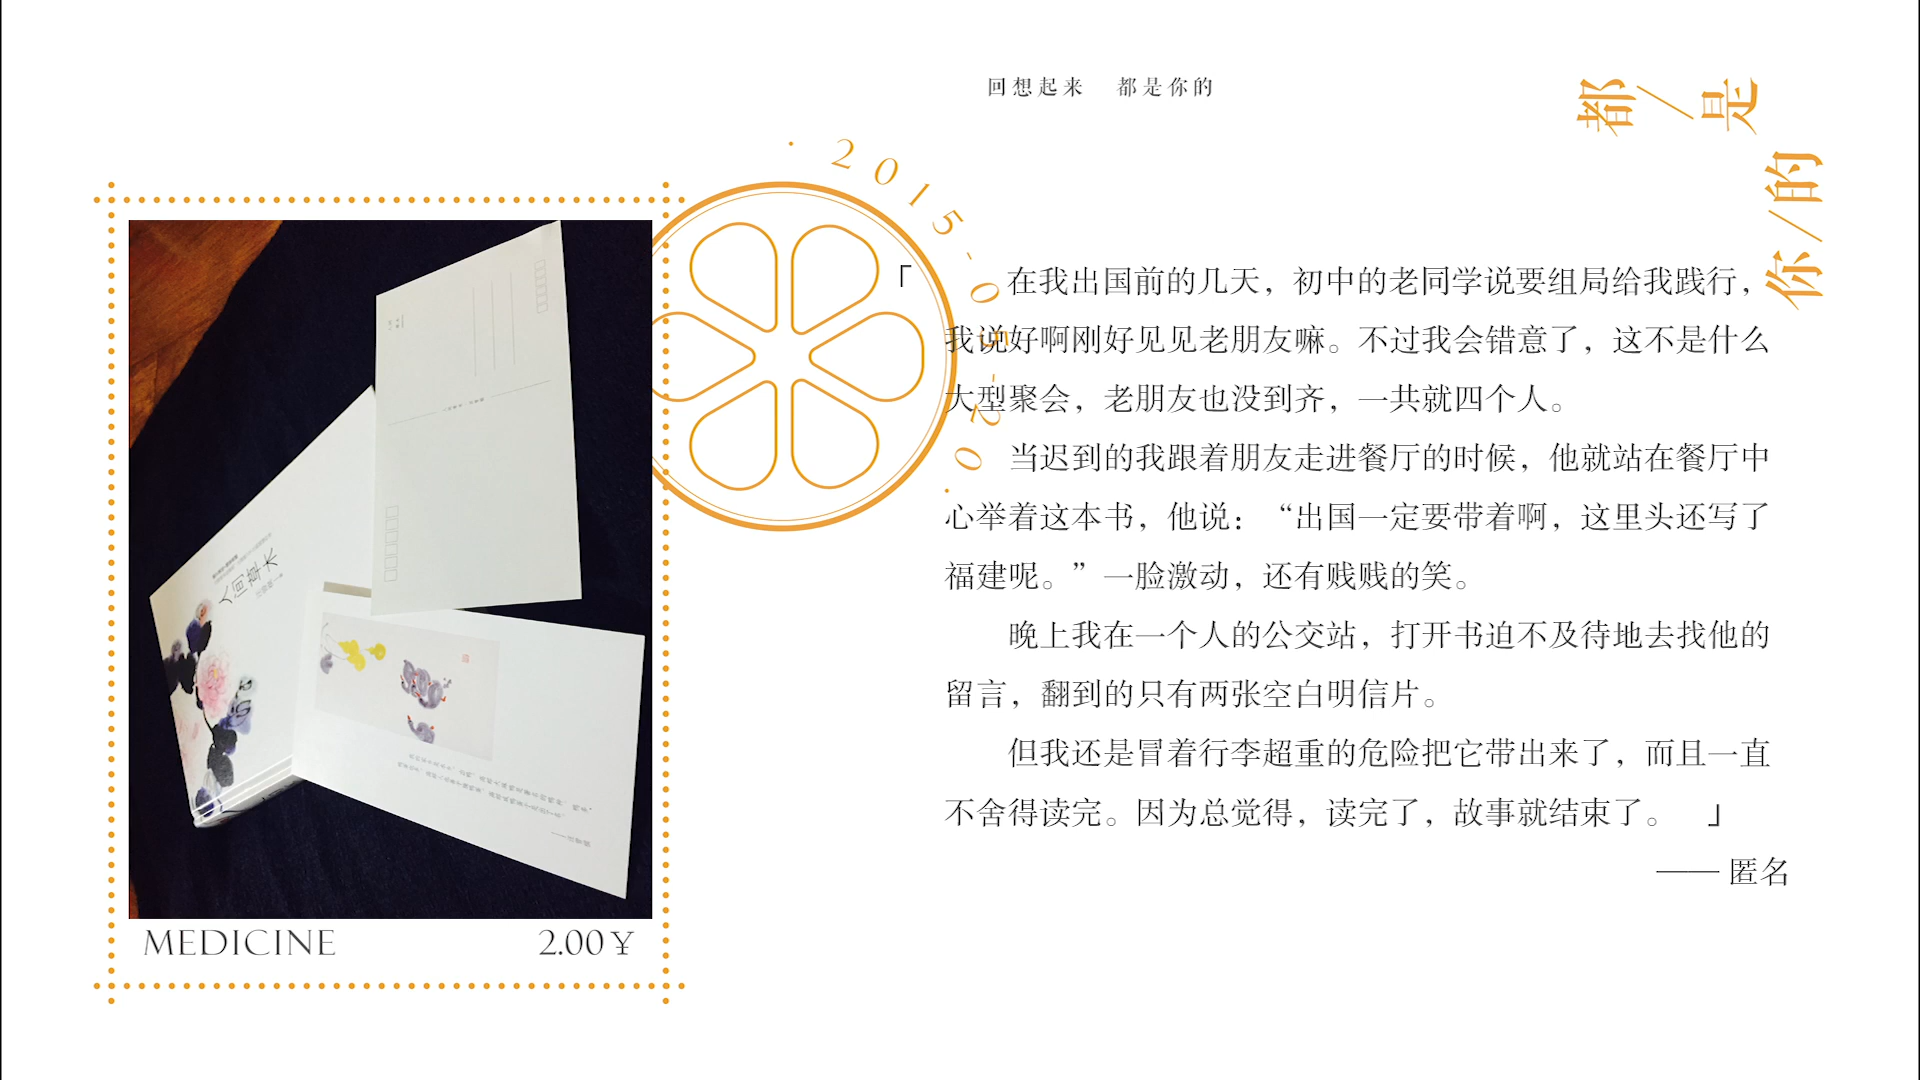 回想起来 都是你的
都/是
你/的
· 2015-05-20 ·
「 在我出国前的几天，初中的老同学说要组局给我践行，
我说好啊刚好见见老朋友嘛。不过我会错意了，这不是什么
大型聚会，老朋友也没到齐，一共就四个人。
当迟到的我跟着朋友走进餐厅的时候，他就站在餐厅中
心举着这本书，他说：“出国一定要带着啊，这里头还写了
福建呢。”一脸激动，还有贱贱的笑。
晚上我在一个人的公交站，打开书迫不及待地去找他的
留言，翻到的只有两张空白明信片。
但我还是冒着行李超重的危险把它带出来了，而且一直
不舍得读完。因为总觉得，读完了，故事就结束了。 」
—— 匿名
人间草木
MEDICINE 2.00¥